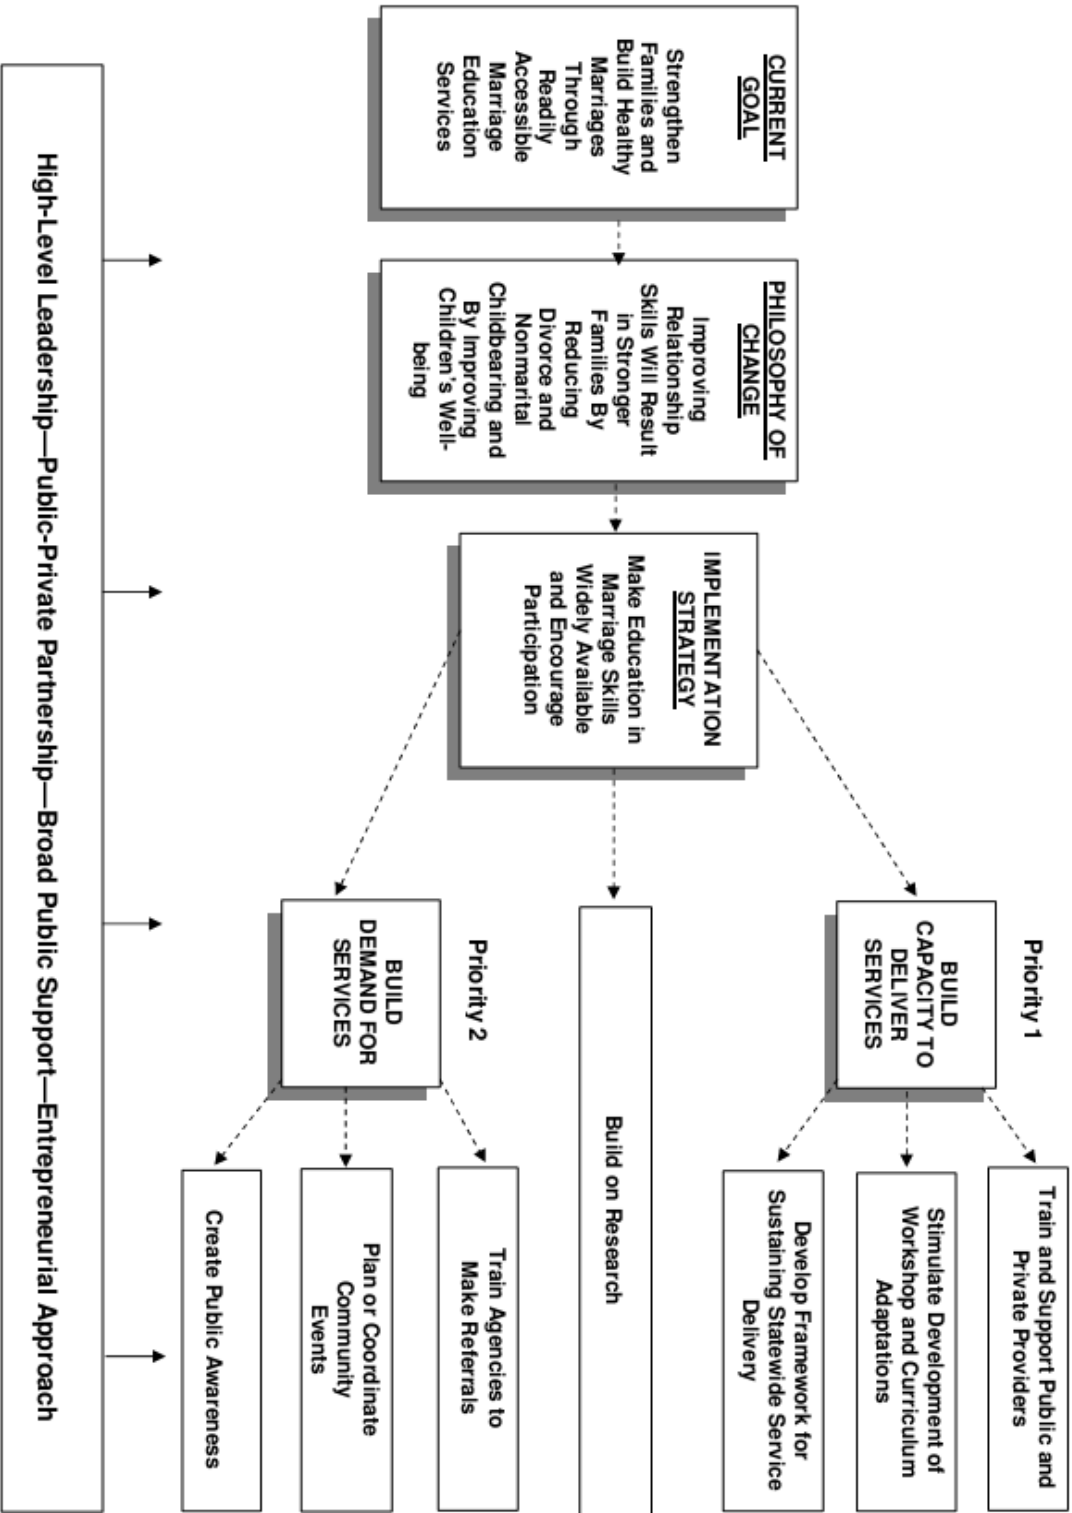 CURRENT
GOAL
Strengthen
Families and
Build Healthy
Marriages
Through
Readily
Accessible
Marriage
Education
Services
PHILOSOPHY OF
CHANGE
Improving
Relationship
Skills Will Result
in Stronger
Families By
Reducing
Divorce and
Nonmarital
Childbearing and
By Improving
Children's Well-
being
IMPLEMENTATION
STRATEGY
Make Education in
Marriage Skills
Widely Available
and Encourage
Participation
Priority 1
BUILD
CAPACITY TO
DELIVER
SERVICES
Train and Support Public and
Private Providers
Stimulate Development of
Workshop and Curriculum
Adaptations
Develop Framework for
Sustaining Statewide Service
Delivery
Build on Research
Priority 2
BUILD
DEMAND FOR
SERVICES
Train Agencies to
Make Referrals
Plan or Coordinate
Community
Events
Create Public Awareness
High-Level Leadership—Public-Private Partnership—Broad Public Support—Entrepreneurial Approach